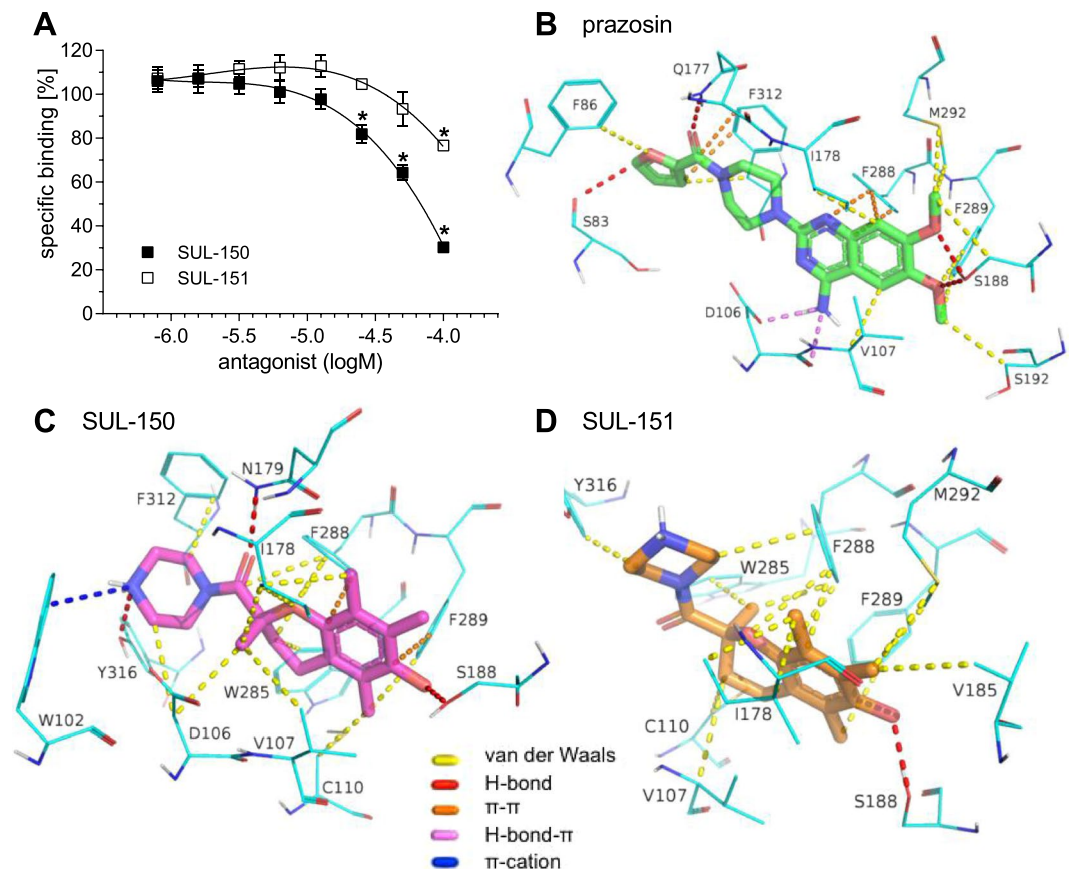 A
specific binding [%]
120
100
80
60
40
20
0
*
*
*
*
SUL-150
SUL-151
-6.0 -5.5 -5.0 -4.5 -4.0
antagonist (logM)
B prazosin
Q177
F86
F312
M292
I178
F288
F289
S83
S188
D106
V107
S192
C SUL-150
N179
F312
I178
F288
F289
Y316
W285
S188
W102
D106
V107
C110
van der Waals
H-bond
π-π
H-bond-π
π-cation
D SUL-151
Y316
M292
F288
W285
F289
V185
C110
I178
V107
S188